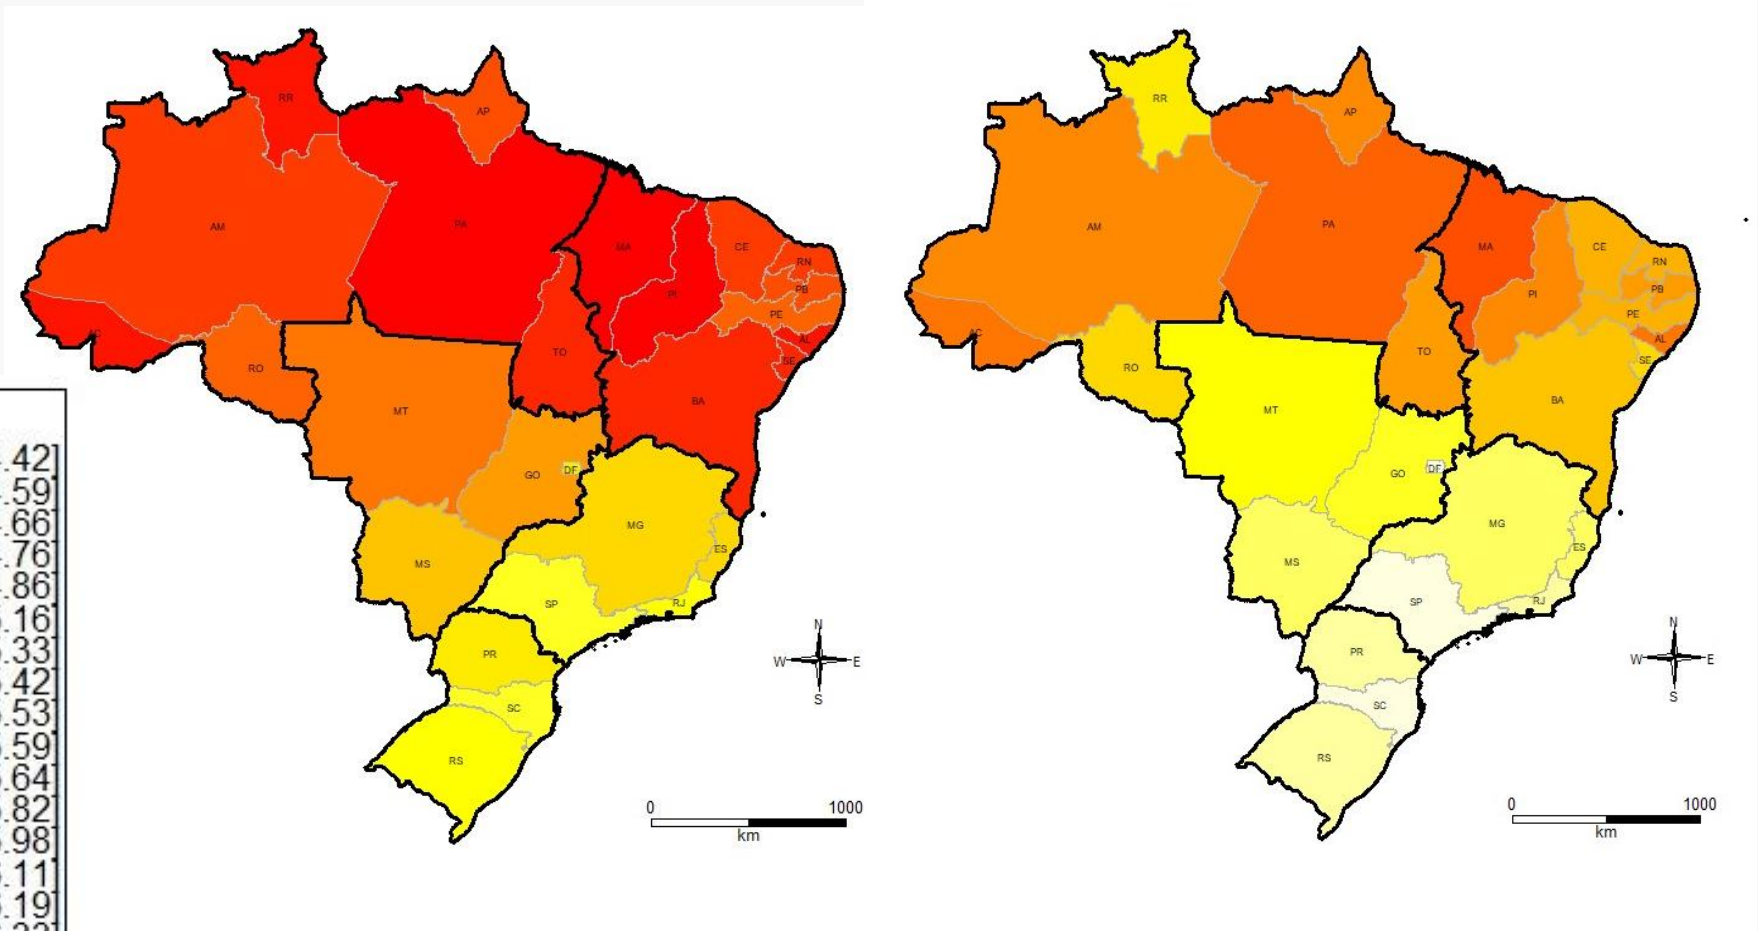 RR
AP
AM
PA
MA
CE
RN
PI
PB
PE
AC
AL
TO
SE
RO
BA
MT
GO
DF
MG
MS
ES
SP
RJ
PR
SC
RS
N
W
E
S
0
1000
km
RR
AP
AM
PA
MA
CE
RN
PI
PB
PE
AC
AL
TO
SE
RO
BA
MT
GO
DF
MG
MS
ES
SP
RJ
PR
SC
RS
N
W
E
S
0
1000
km
.42]
.59]
.66]
.76]
.86]
.16]
.33]
.42]
.53]
.59]
.64]
.82]
.98]
.11]
.19]